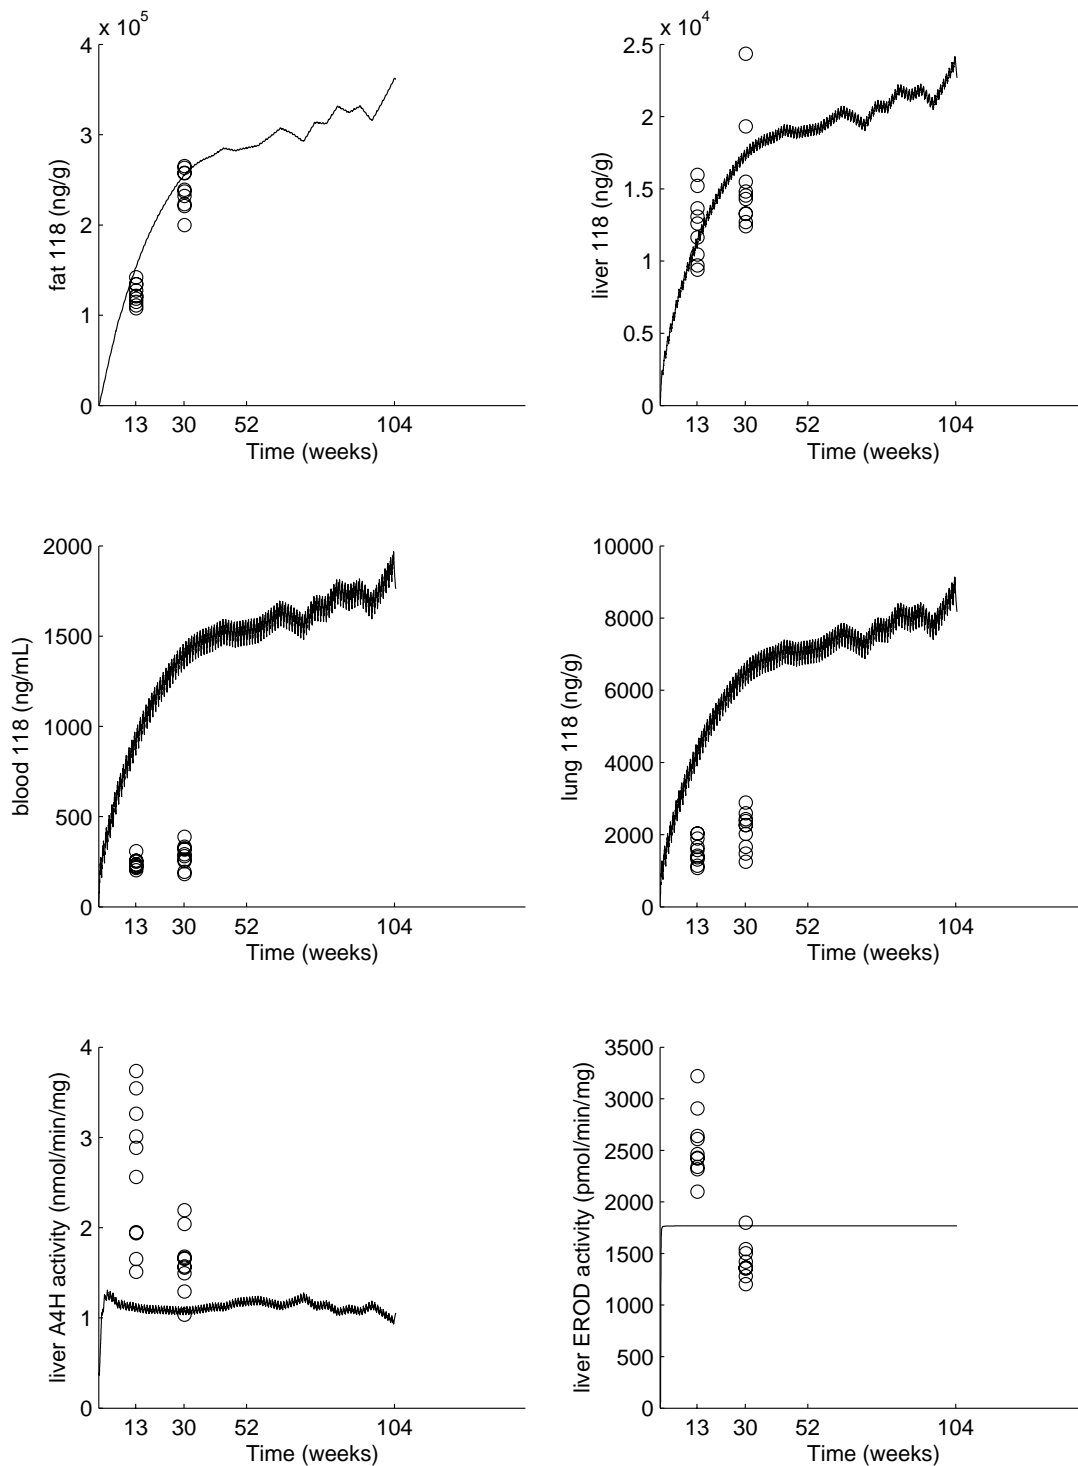 x 10⁵
4
3
2
1
0
fat 118 (ng/g)
13 30 52 104
Time (weeks)
x 10⁴
2.5
2
1.5
1
0.5
0
liver 118 (ng/g)
13 30 52 104
Time (weeks)
2000
1500
1000
500
0
blood 118 (ng/mL)
13 30 52 104
Time (weeks)
10000
8000
6000
4000
2000
0
lung 118 (ng/g)
13 30 52 104
Time (weeks)
4
3
2
1
0
liver A4H activity (nmol/min/mg)
13 30 52 104
Time (weeks)
3500
3000
2500
2000
1500
1000
500
0
liver EROD activity (pmol/min/mg)
13 30 52 104
Time (weeks)